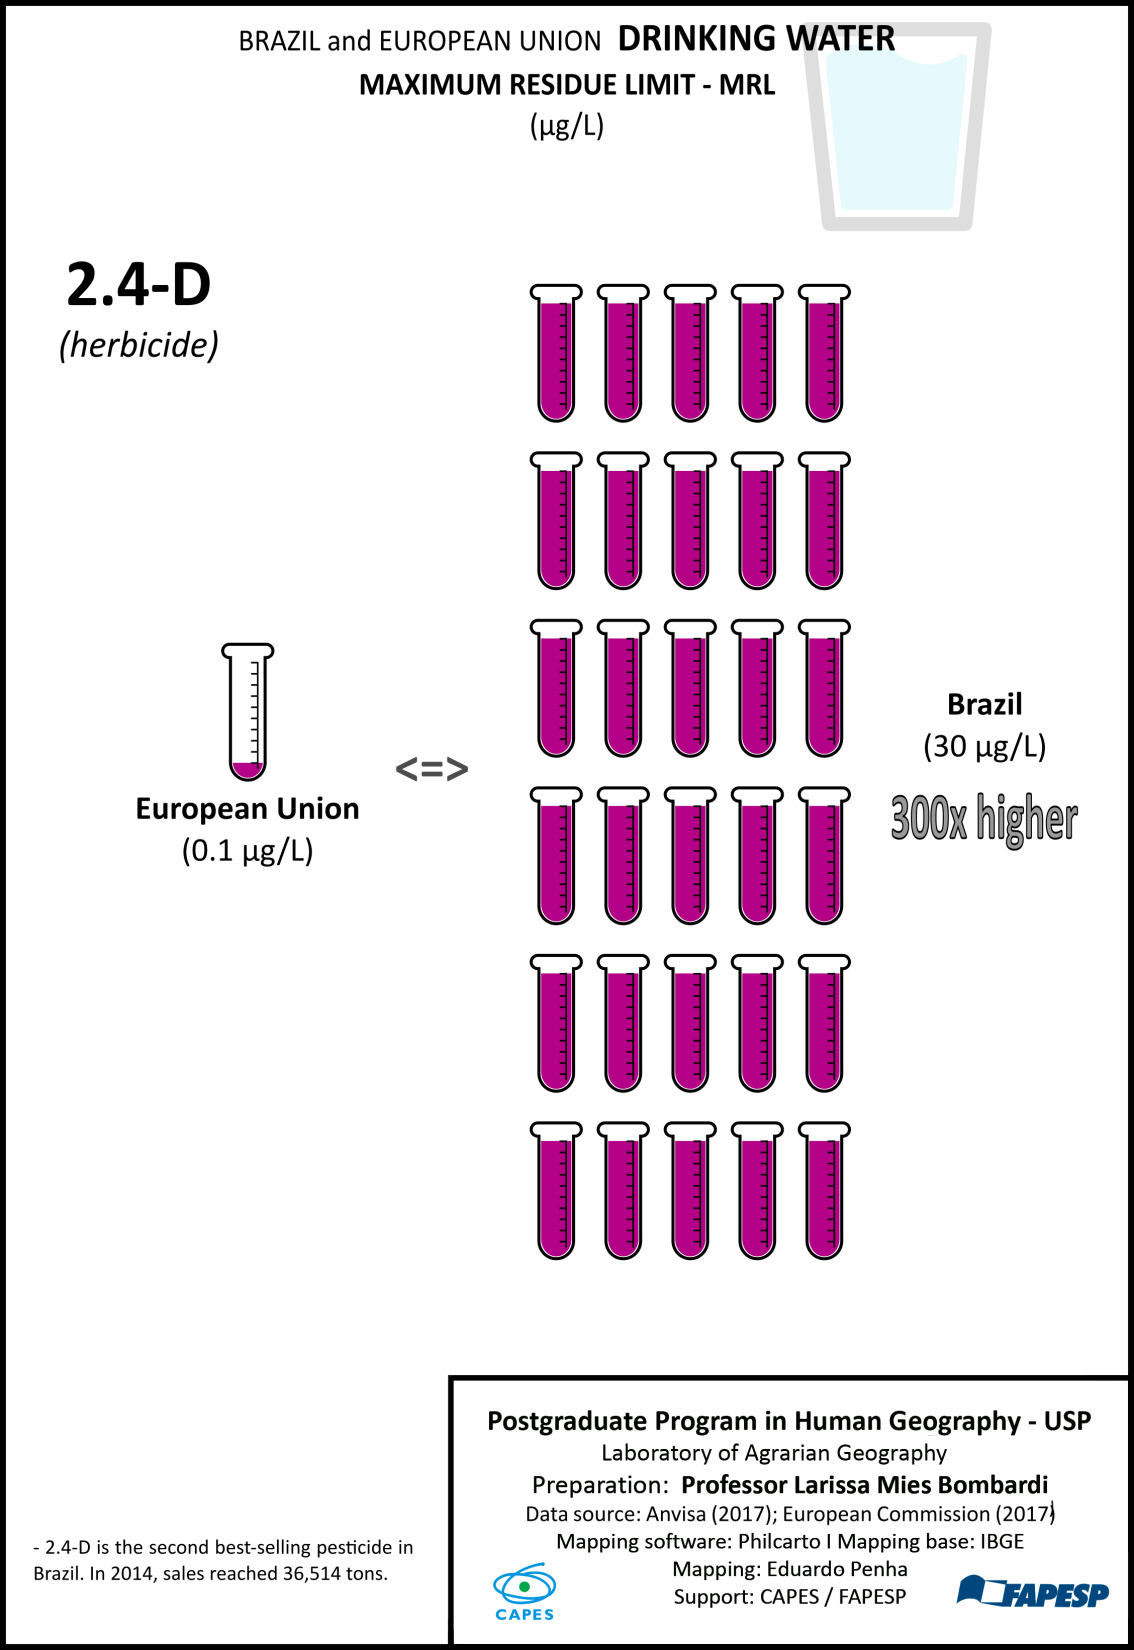 BRAZIL and EUROPEAN UNION DRINKING WATER
MAXIMUM RESIDUE LIMIT - MRL
(µg/L)
2.4-D
(herbicide)
European Union
(0.1 µg/L)
<=>
Brazil
(30 µg/L)
300x higher
- 2.4-D is the second best-selling pesticide in
Brazil. In 2014, sales reached 36,514 tons.
Postgraduate Program in Human Geography - USP
Laboratory of Agrarian Geography
Preparation: Professor Larissa Mies Bombardi
Data source: Anvisa (2017); European Commission (2017)
Mapping software: Philcarto I Mapping base: IBGE
Mapping: Eduardo Penha
Support: CAPES / FAPESP
CAPES
FAPESP